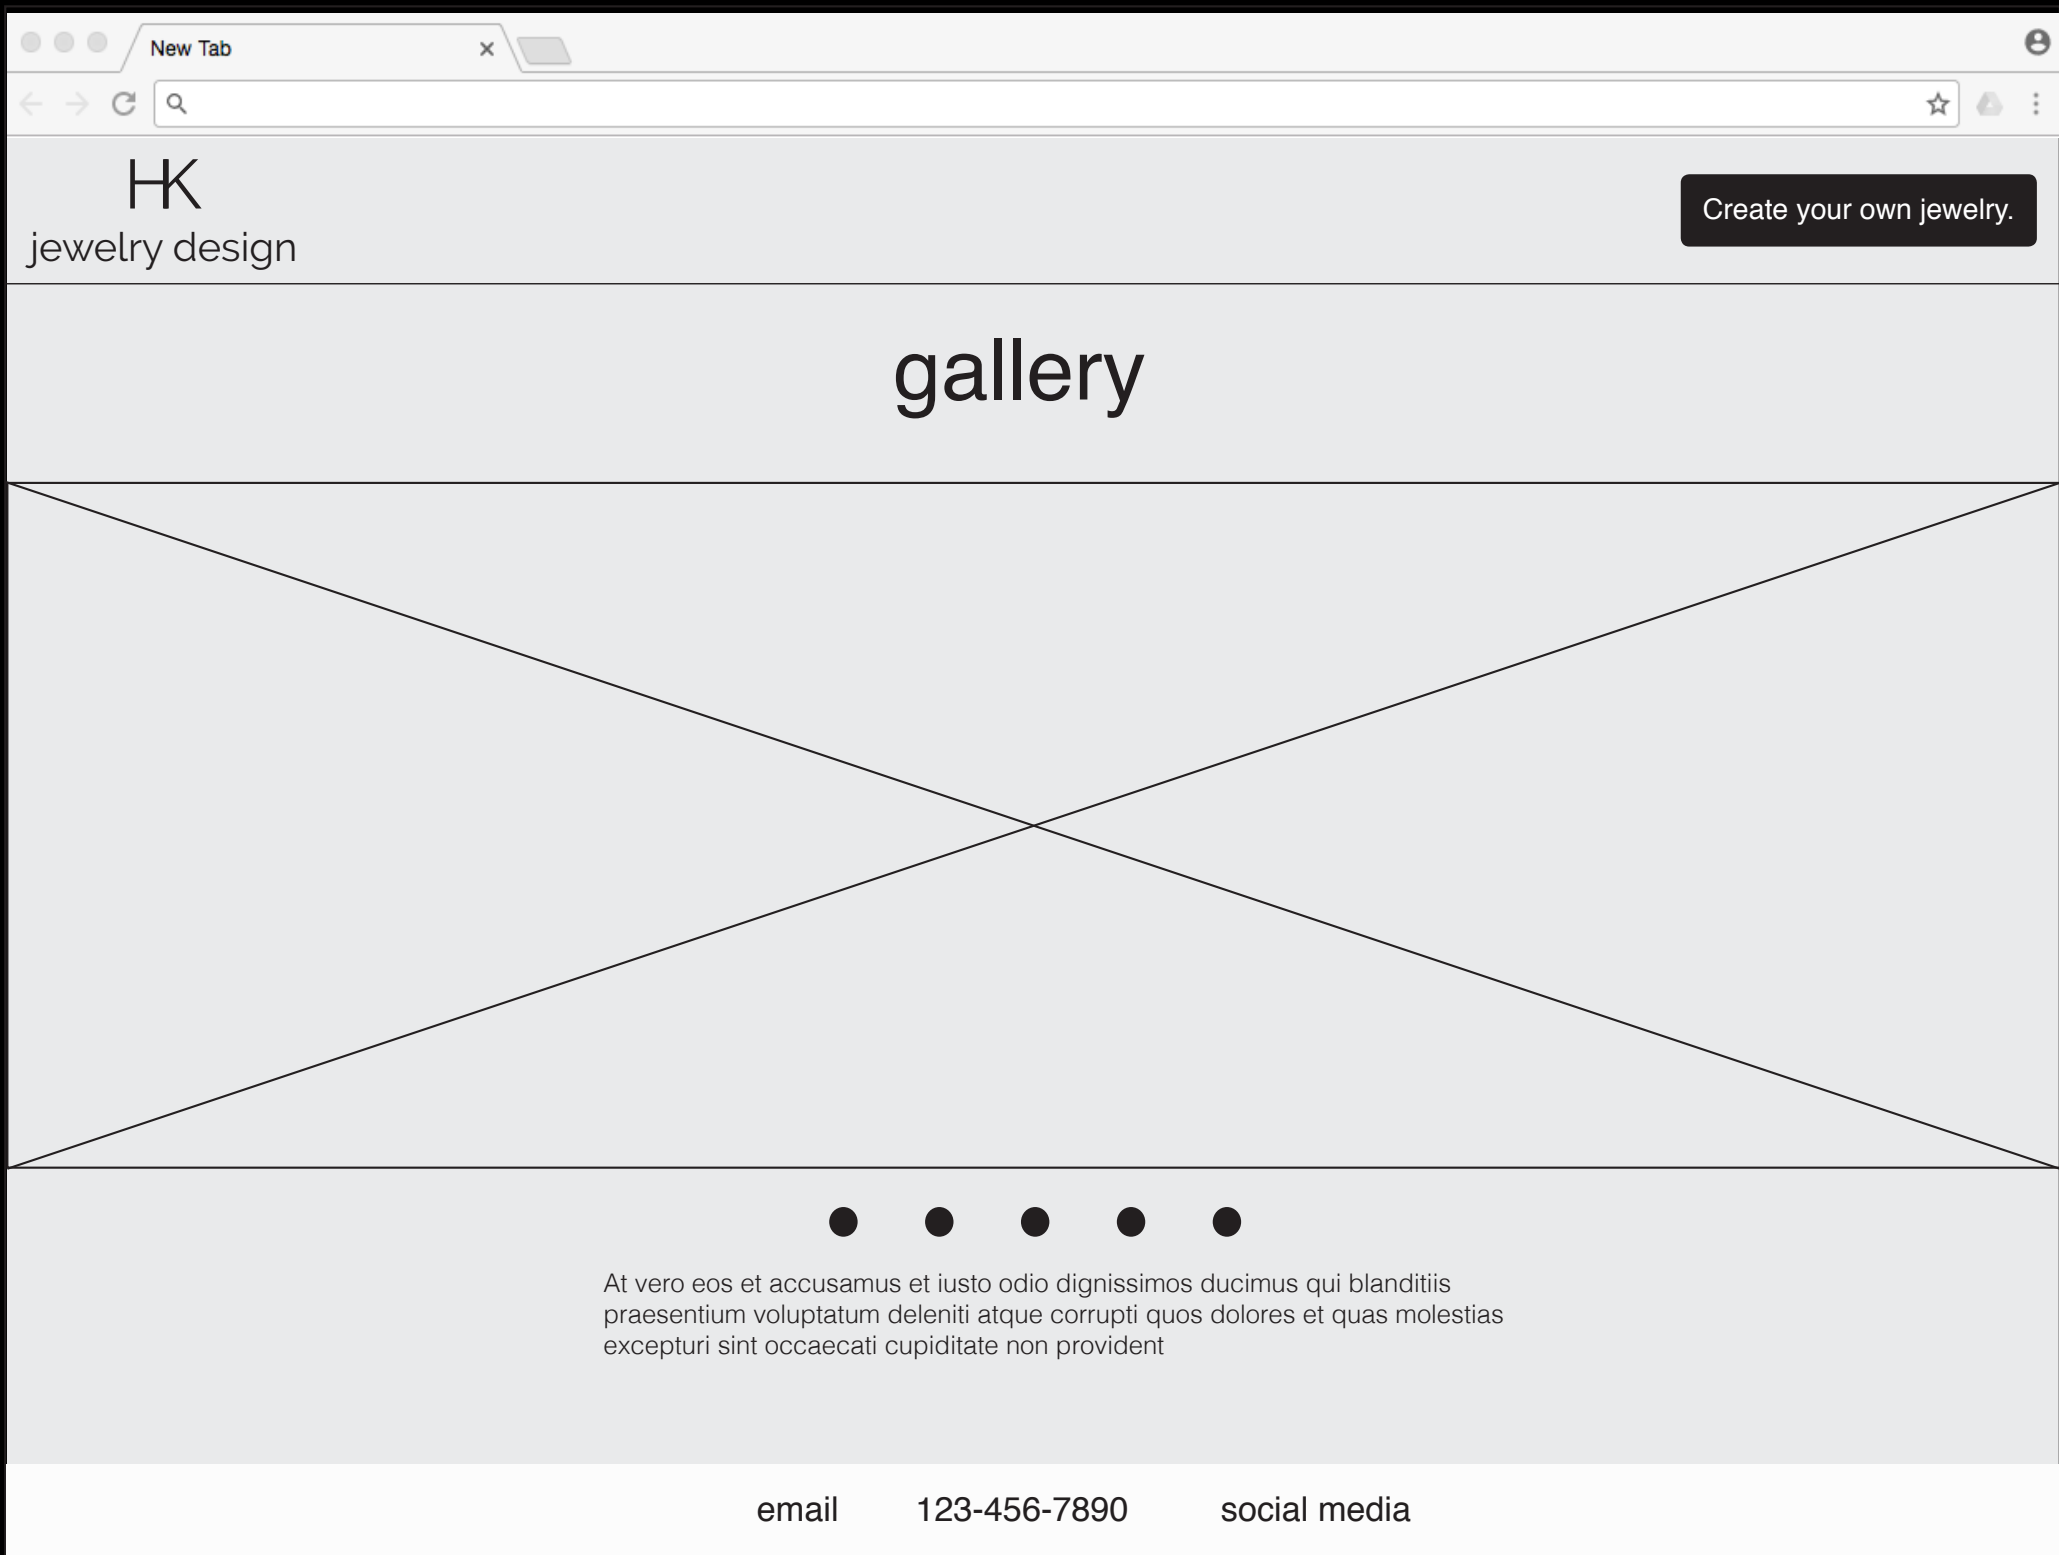 New Tab
HK
jewelry design
Create your own jewelry.
gallery
At vero eos et accusamus et iusto odio dignissimos ducimus qui blanditiis
praesentium voluptatum deleniti atque corrupti quos dolores et quas molestias
excepturi sint occaecati cupiditate non provident
email 123-456-7890 social media